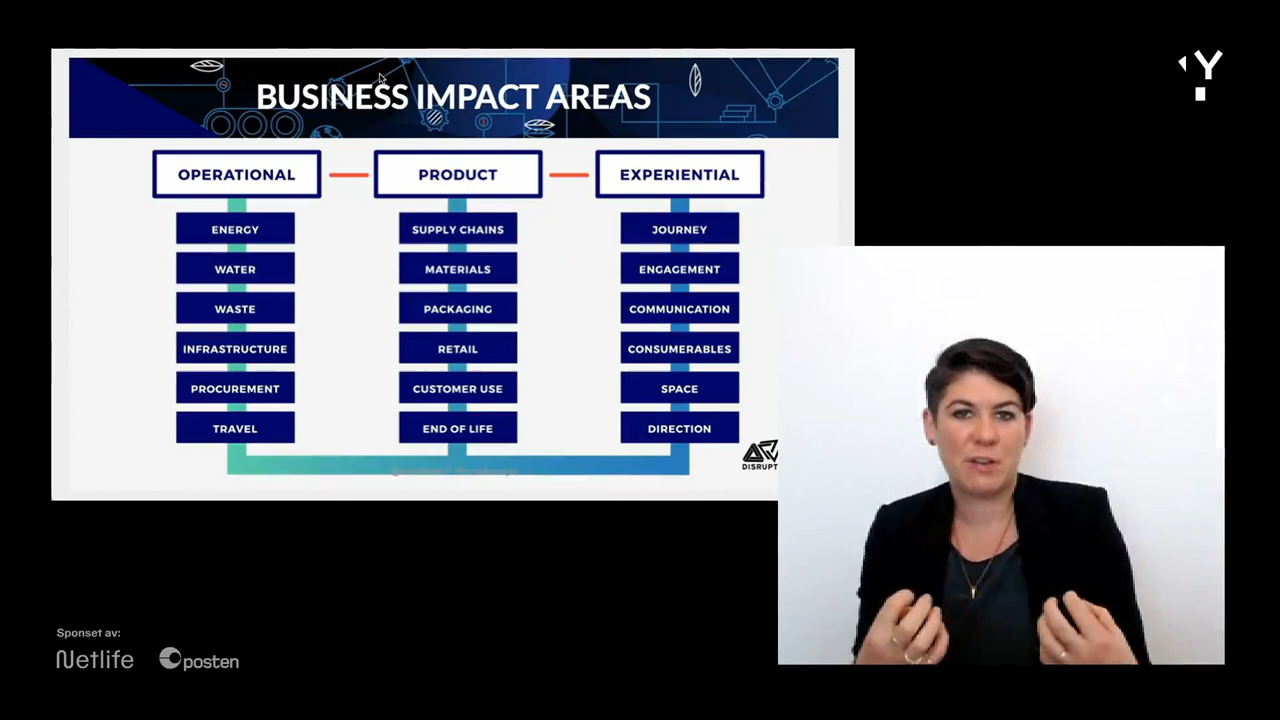 BUSINESS IMPACT AREAS
OPERATIONAL
PRODUCT
EXPERIENTIAL
ENERGY
SUPPLY CHAINS
JOURNEY
WATER
MATERIALS
ENGAGEMENT
WASTE
PACKAGING
COMMUNICATION
INFRASTRUCTURE
RETAIL
CONSUMERABLES
PROCUREMENT
CUSTOMER USE
SPACE
TRAVEL
END OF LIFE
DIRECTION
DISRUPT
Y
Sponset av:
Netlife
posten